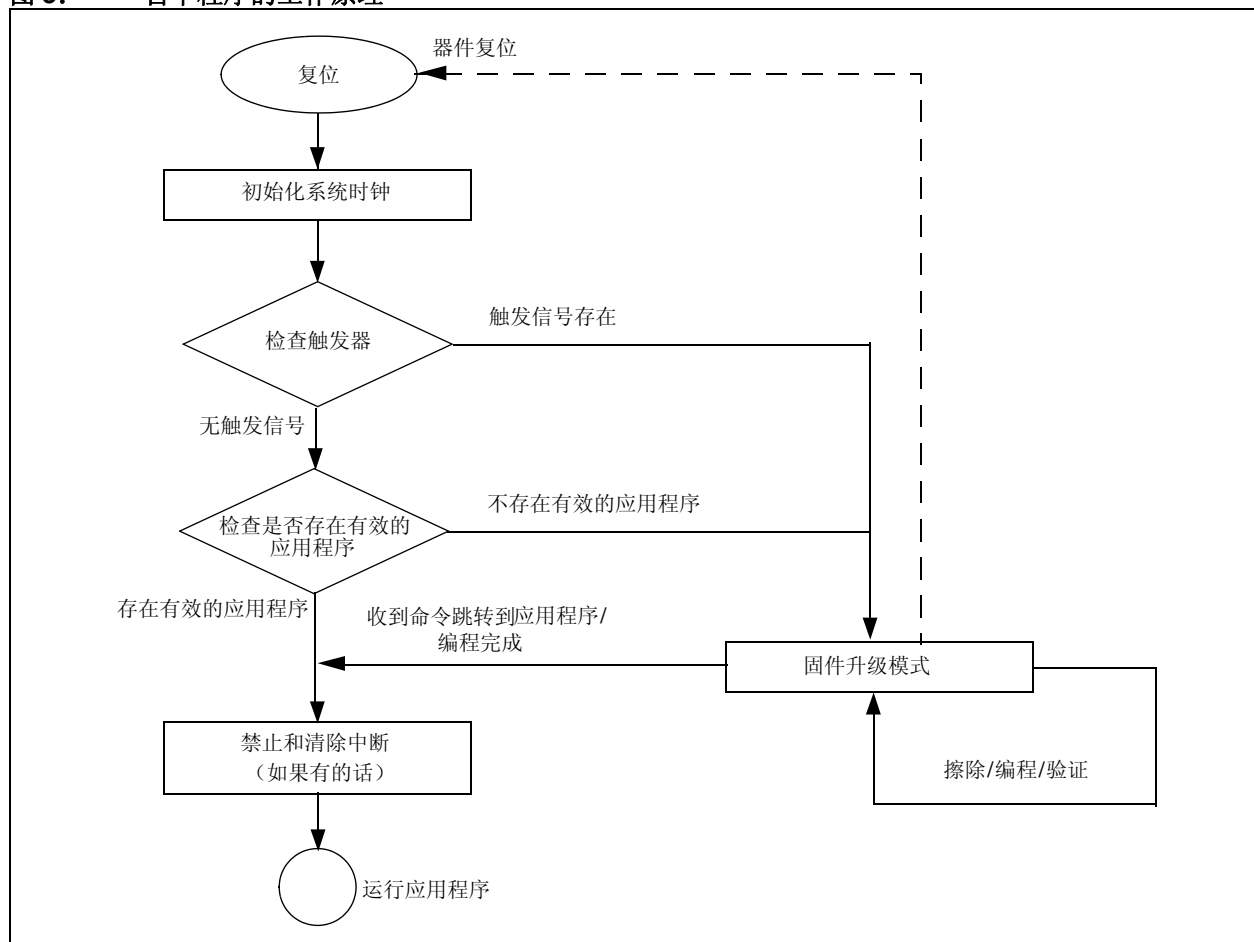 器件复位
复位
初始化系统时钟
触发信号存在
检查触发器
无触发信号
不存在有效的应用程序
检查是否存在有效的
应用程序
存在有效的应用程序
收到命令跳转到应用程序/
编程完成
固件升级模式
禁止和清除中断
（如果有的话）
擦除/编程/验证
运行应用程序